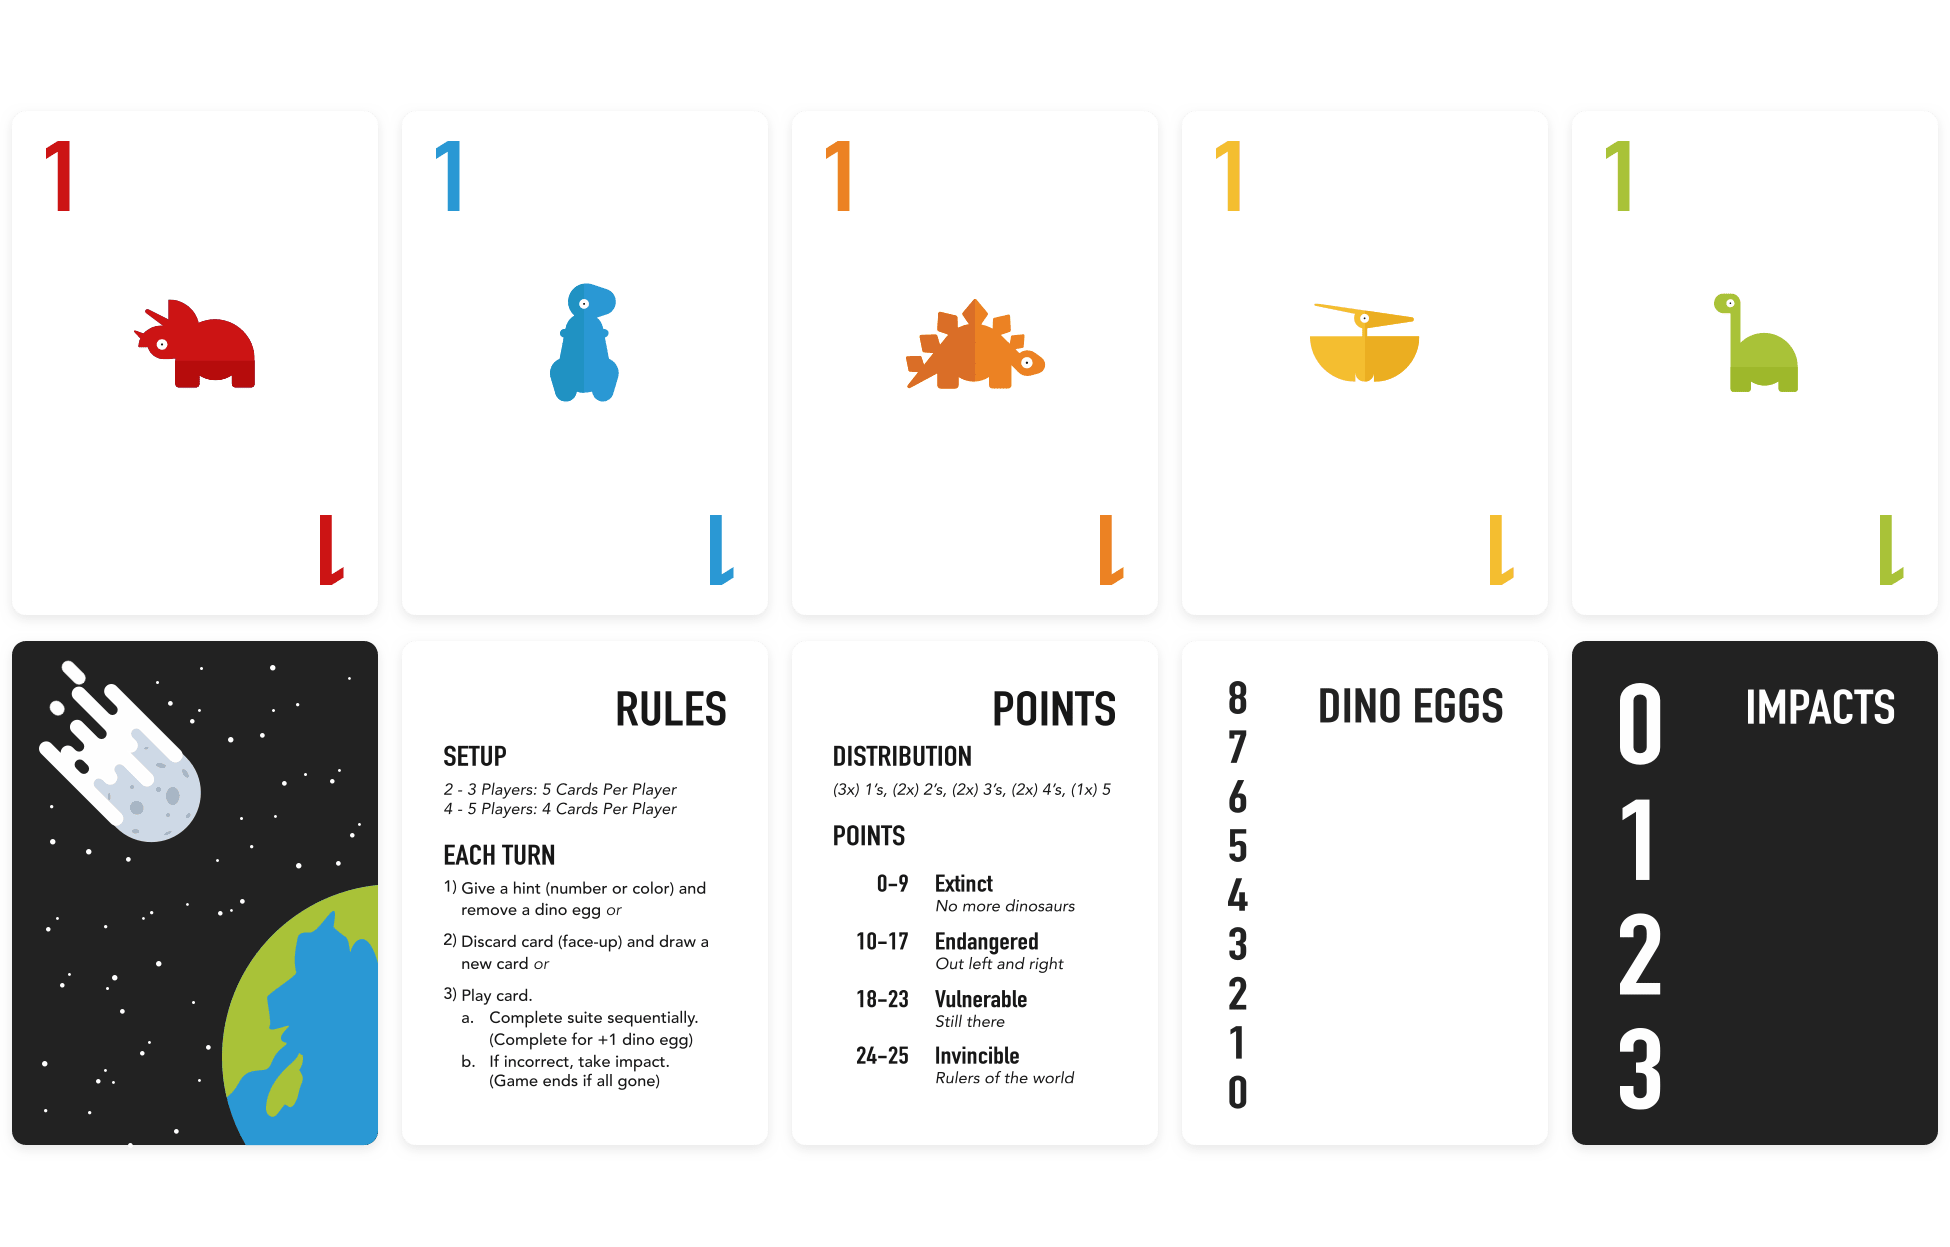 1
1
1
1
1
1
1
1
1
1
RULES
SETUP
2 - 3 Players: 5 Cards Per Player
4 - 5 Players: 4 Cards Per Player
EACH TURN
1) Give a hint (number or color) and
remove a dino egg or
2) Discard card (face-up) and draw a
new card or
3) Play card.
a. Complete suite sequentially.
(Complete for +1 dino egg)
b. If incorrect, take impact.
(Game ends if all gone)
POINTS
DISTRIBUTION
(3x) 1's, (2x) 2's, (2x) 3's, (2x) 4's, (1x) 5
POINTS
0–9 Extinct
No more dinosaurs
10–17 Endangered
Out left and right
18–23 Vulnerable
Still there
24–25 Invincible
Rulers of the world
DINO EGGS
8
7
6
5
4
3
2
1
0
IMPACTS
0
1
2
3